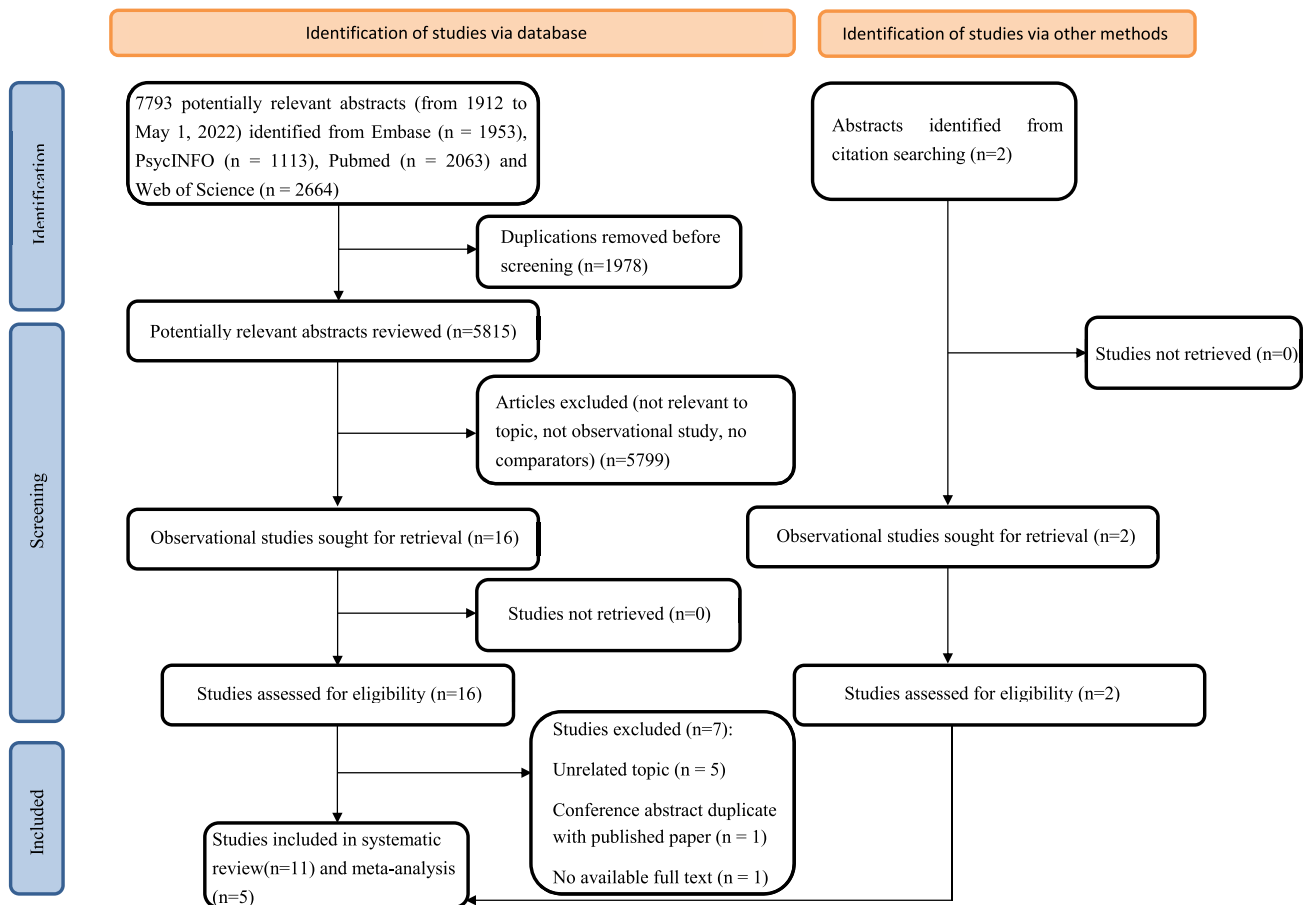 Identification of studies via database
Identification of studies via other methods
Identification
7793 potentially relevant abstracts (from 1912 to
May 1, 2022) identified from Embase (n = 1953),
PsycINFO (n = 1113), Pubmed (n = 2063) and
Web of Science (n = 2664)
Abstracts identified from
citation searching (n=2)
Duplications removed before
screening (n=1978)
Screening
Potentially relevant abstracts reviewed (n=5815)
Studies not retrieved (n=0)
Articles excluded (not relevant to
topic, not observational study, no
comparators) (n=5799)
Observational studies sought for retrieval (n=16)
Observational studies sought for retrieval (n=2)
Studies not retrieved (n=0)
Studies assessed for eligibility (n=16)
Studies assessed for eligibility (n=2)
Included
Studies excluded (n=7):
Unrelated topic (n = 5)
Conference abstract duplicate
with published paper (n = 1)
No available full text (n = 1)
Studies included in systematic
review(n=11) and meta-analysis
(n=5)